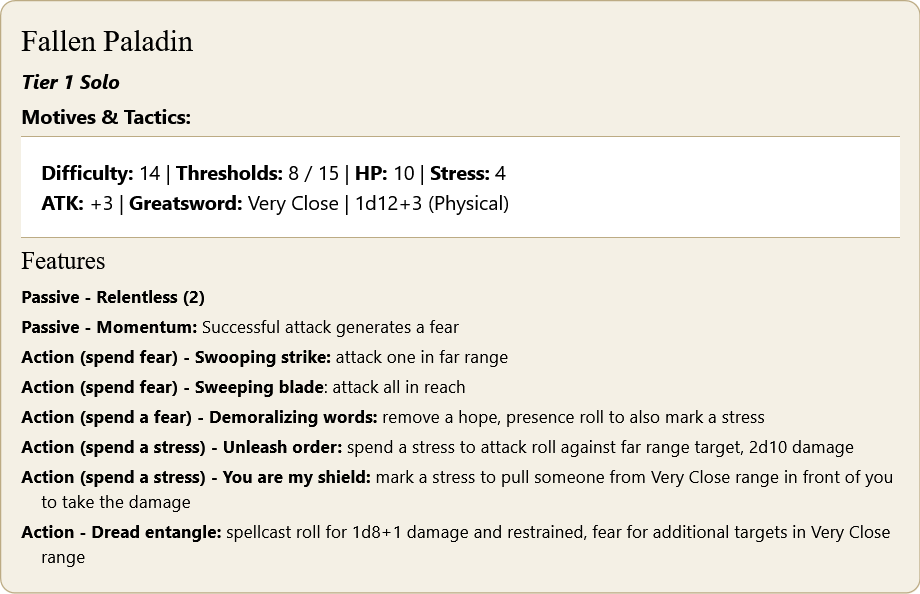 Fallen Paladin
Tier 1 Solo
Motives & Tactics:
Difficulty: 14 | Thresholds: 8 / 15 | HP: 10 | Stress: 4
ATK: +3 | Greatsword: Very Close | 1d12+3 (Physical)
Features
Passive - Relentless (2)
Passive - Momentum: Successful attack generates a fear
Action (spend fear) - Swooping strike: attack one in far range
Action (spend fear) - Sweeping blade: attack all in reach
Action (spend a fear) - Demoralizing words: remove a hope, presence roll to also mark a stress
Action (spend a stress) - Unleash order: spend a stress to attack roll against far range target, 2d10 damage
Action (spend a stress) - You are my shield: mark a stress to pull someone from Very Close range in front of you
to take the damage
Action - Dread entangle: spellcast roll for 1d8+1 damage and restrained, fear for additional targets in Very Close
range